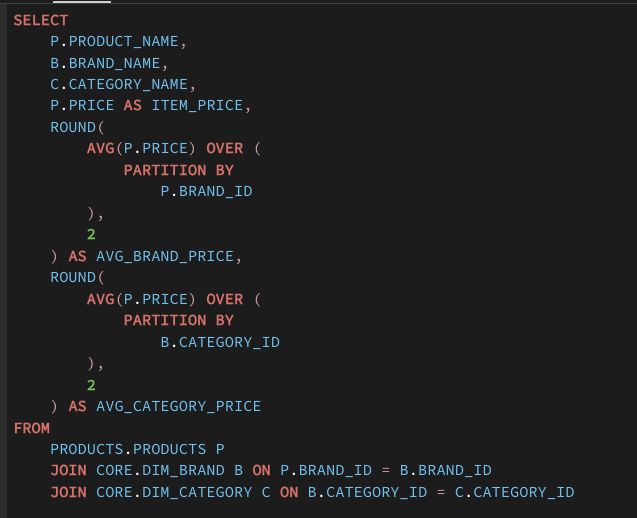 SELECT
P.PRODUCT_NAME,
B.BRAND_NAME,
C.CATEGORY_NAME,
P.PRICE AS ITEM_PRICE,
ROUND(
AVG(P.PRICE) OVER (
PARTITION BY
P.BRAND_ID
),
2
) AS AVG_BRAND_PRICE,
ROUND(
AVG(P.PRICE) OVER (
PARTITION BY
B.CATEGORY_ID
),
2
) AS AVG_CATEGORY_PRICE
FROM
PRODUCTS.PRODUCTS P
JOIN CORE.DIM_BRAND B ON P.BRAND_ID = B.BRAND_ID
JOIN CORE.DIM_CATEGORY C ON B.CATEGORY_ID = C.CATEGORY_ID